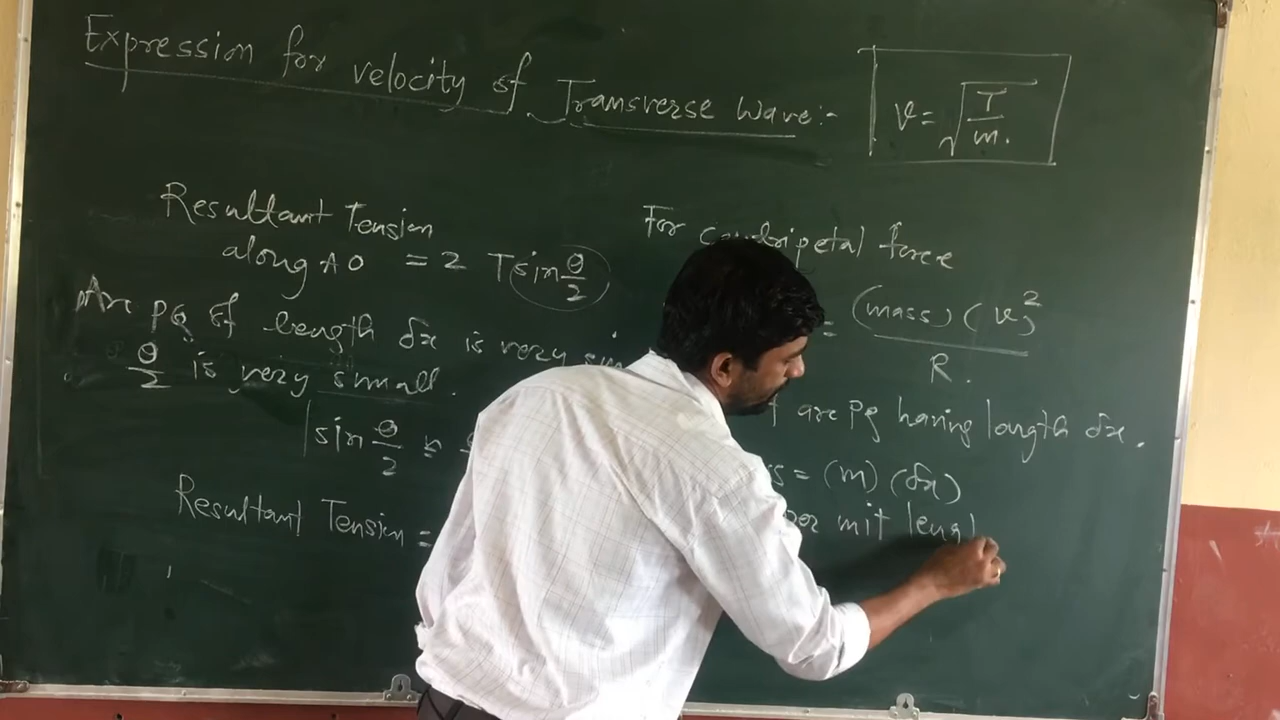 Expression for velocity of Transverse Wave:-
v = √(T/m.)
Resultant Tension
along AO = 2 T sin θ/2
Arc PQ of length δx is very
θ/2 is very small.
sin θ/2 ≈
Resultant Tension =
For centripetal force
= (mass) (v)² / R.
arc PQ having length δx.
= (m) (δx)
per unit lengt